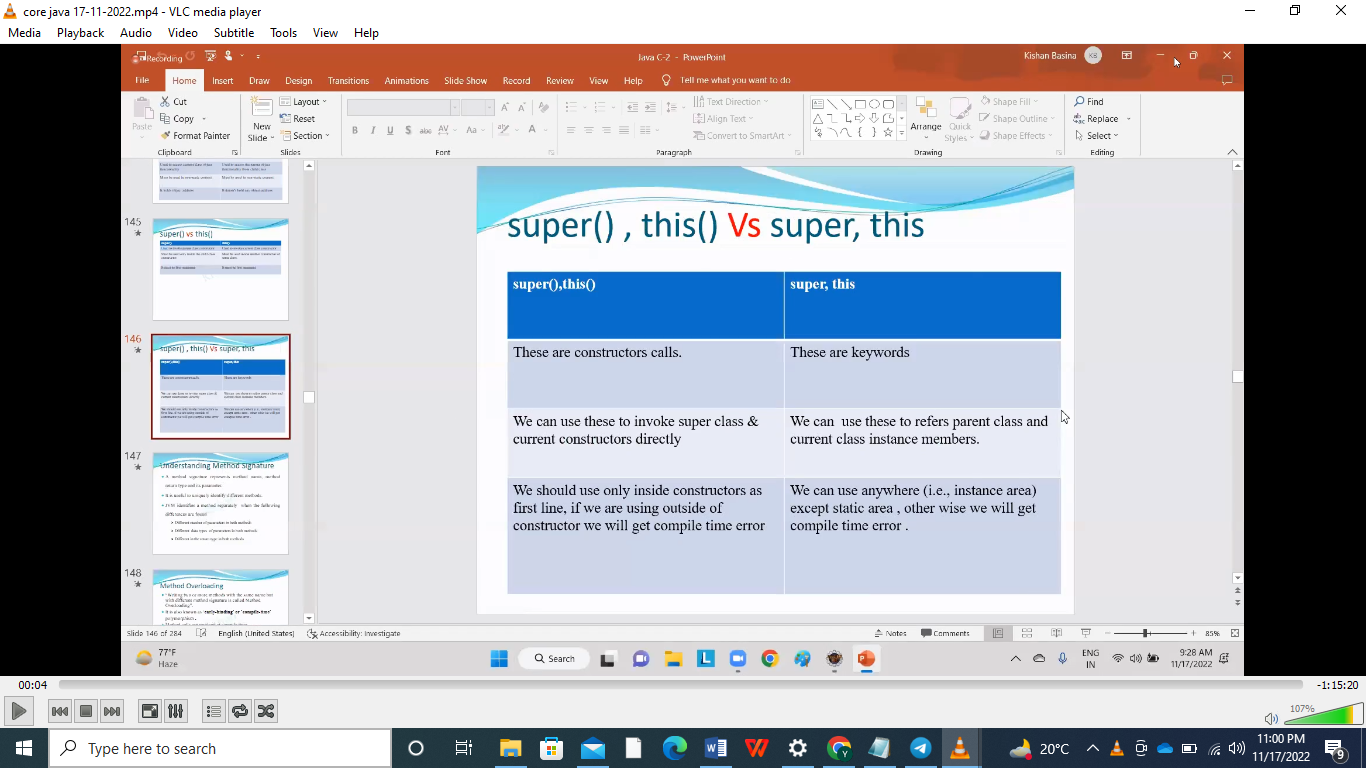 core java 17-11-2022.mp4 - VLC media player
Media Playback Audio Video Subtitle Tools View Help
Recording
Java C-2 - PowerPoint
Kishan Basina KB
File Home Insert Draw Design Transitions Animations Slide Show Record Review View Help Tell me what you want to do
Paste
Cut
Copy
Format Painter
Clipboard
New Slide
Layout
Reset
Section
Slides
B I U S abc AV Aa A
Font
Text Direction
Align Text
Convert to SmartArt
Paragraph
Arrange
Quick Styles
Shape Fill
Shape Outline
Shape Effects
Drawing
Find
Replace
Select
Editing
145
super() vs this()
146
super() , this() Vs super, this
147
Understanding Method Signature
148
Method Overloading
super() , this() Vs super, this
super(),this()
super, this
These are constructors calls.
These are keywords
We can use these to invoke super class &
current constructors directly
We can use these to refers parent class and
current class instance members.
We should use only inside constructors as
first line, if we are using outside of
constructor we will get compile time error
We can use anywhere (i.e., instance area)
except static area , other wise we will get
compile time error .
Slide 146 of 284 English (United States) Accessibility: Investigate Notes Comments 85%
77°F
Haze
Search
ENG
IN
9:28 AM
11/17/2022
00:04
-1:15:20
107%
Type here to search
20°C
11:00 PM
11/17/2022
9